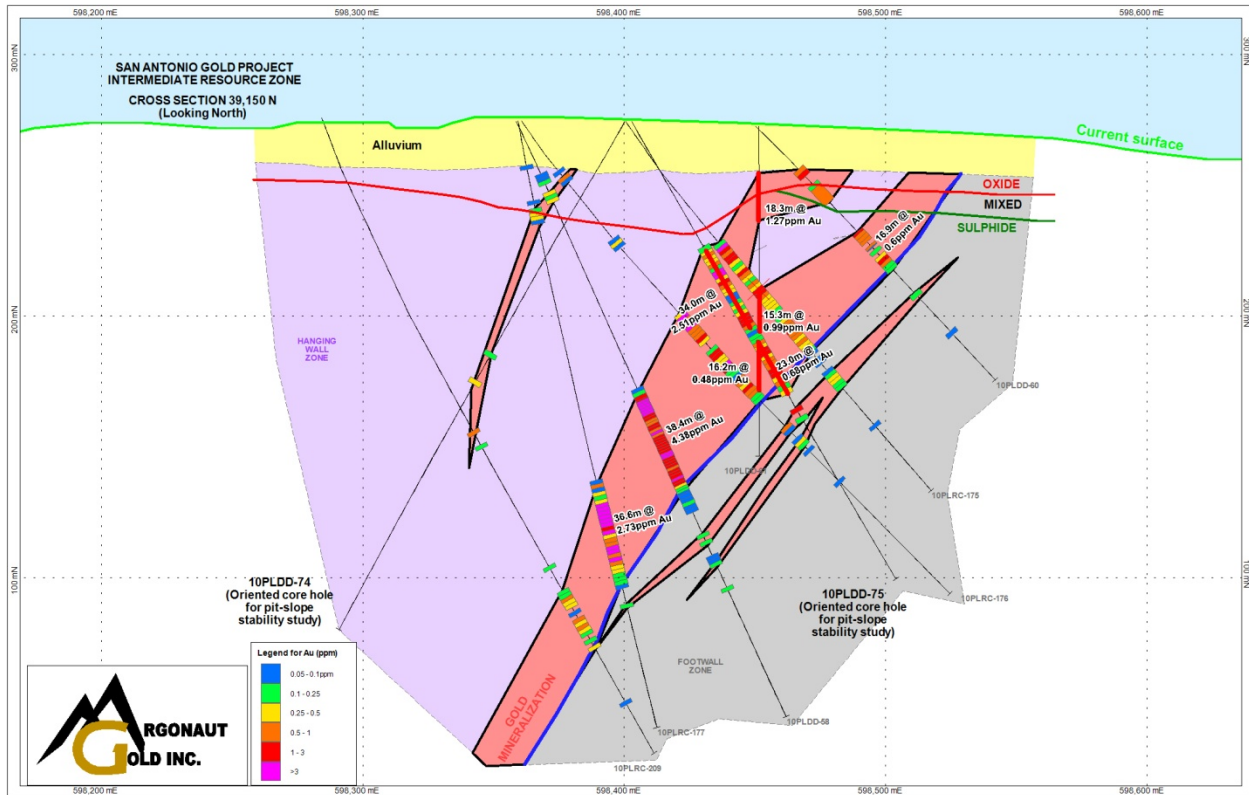 598,200 mE
598,300 mE
598,400 mE
598,500 mE
598,600 mE
300 mN
300 mN
SAN ANTONIO GOLD PROJECT
INTERMEDIATE RESOURCE ZONE
CROSS SECTION 39,150 N
(Looking North)
Current surface
Alluvium
OXIDE
MIXED
SULPHIDE
18.3m @
1.27ppm Au
16.9m @
0.6ppm Au
200 mN
200 mN
34.0m @
2.51ppm Au
15.3m @
0.99ppm Au
HANGING
WALL
ZONE
16.2m @
0.48ppm Au
23.0m @
0.68ppm Au
10PLDD-60
38.4m @
4.38ppm Au
10PLRC-175
36.6m @
2.73ppm Au
100 mN
100 mN
10PLDD-74
(Oriented core hole
for pit-slope
stability study)
10PLDD-75
(Oriented core hole
for pit-slope
stability study)
10PLRC-176
Legend for Au (ppm)
0.05 - 0.1ppm
0.1 - 0.25
0.25 - 0.5
0.5 - 1
1 - 3
>3
FOOTWALL
ZONE
GOLD
MINERALIZATION
10PLDD-58
10PLRC-177
10PLRC-209
ARGONAUT
GOLD INC.
598,200 mE
598,300 mE
598,400 mE
598,500 mE
598,600 mE